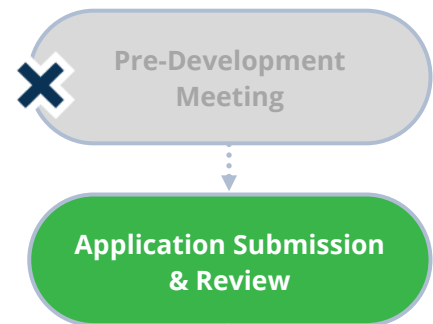 Pre-Development
Meeting
Application Submission
& Review